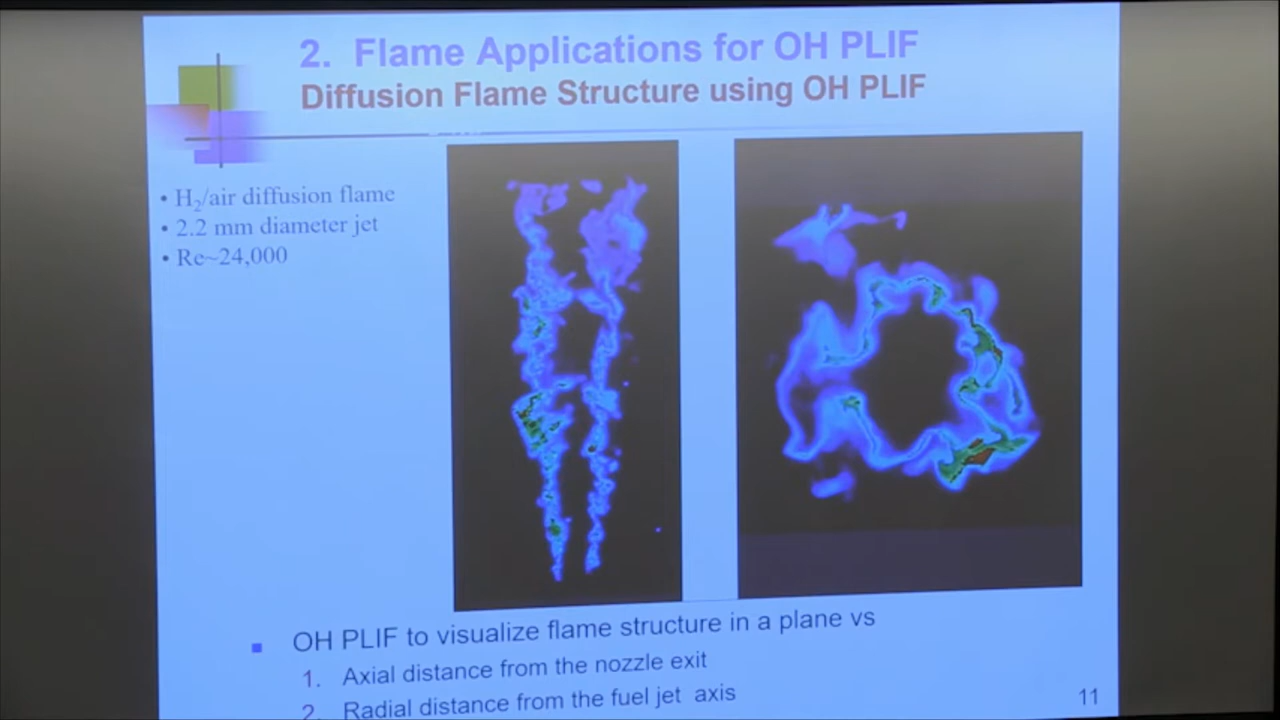 2. Flame Applications for OH PLIF
Diffusion Flame Structure using OH PLIF
• H₂/air diffusion flame
• 2.2 mm diameter jet
• Re~24,000
OH PLIF to visualize flame structure in a plane vs
1. Axial distance from the nozzle exit
2. Radial distance from the fuel jet axis
11